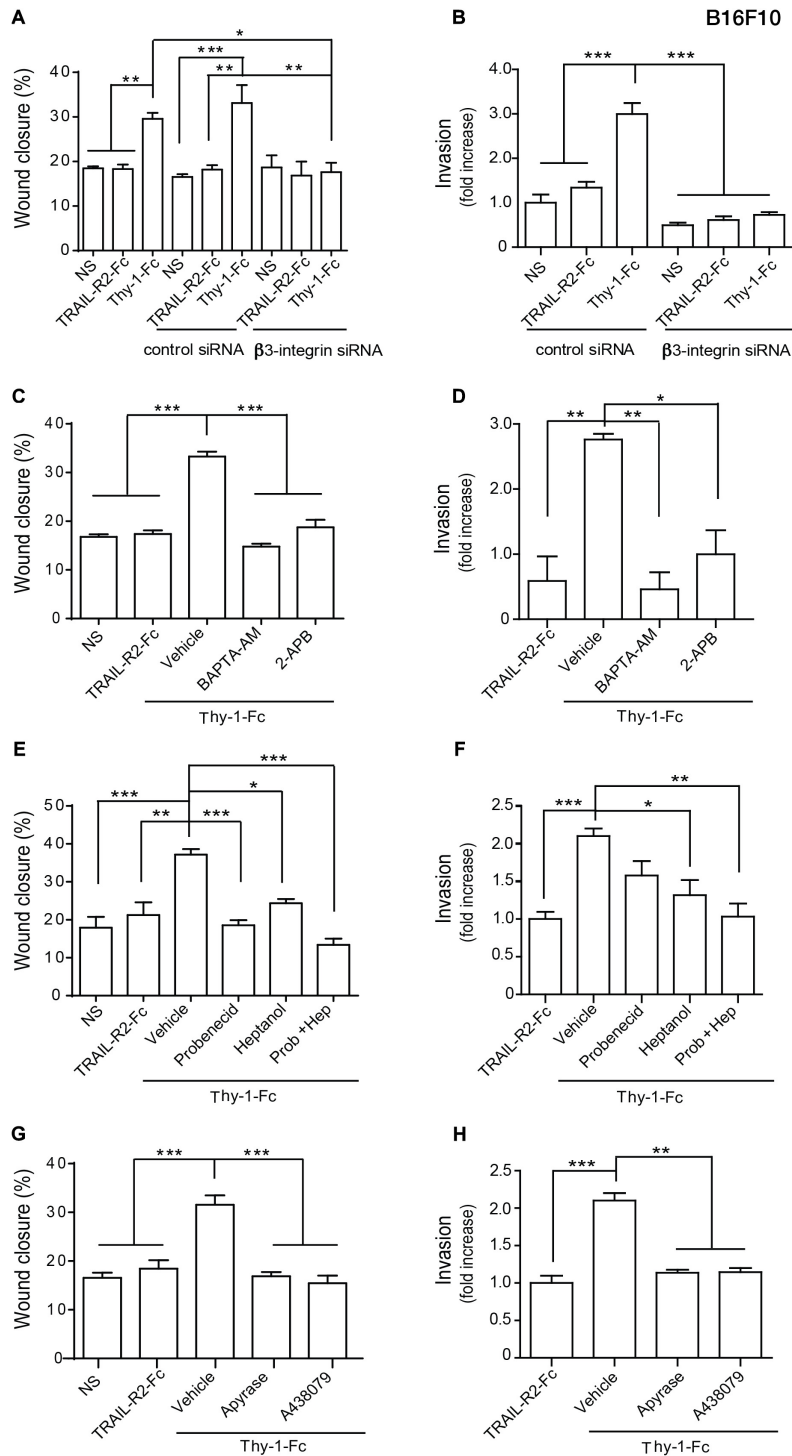 A
B
B16F10
Wound closure (%)
40
30
20
10
0
**
***
**
*
**
NS
TRAIL-R2-Fc
Thy-1-Fc
NS
TRAIL-R2-Fc
Thy-1-Fc
NS
TRAIL-R2-Fc
Thy-1-Fc
control siRNA
β3-integrin siRNA
Invasion
(fold increase)
4.0
3.0
2.0
1.0
0
***
***
NS
TRAIL-R2-Fc
Thy-1-Fc
NS
TRAIL-R2-Fc
Thy-1-Fc
control siRNA
β3-integrin siRNA
C
Wound closure (%)
40
30
20
10
0
***
***
NS
TRAIL-R2-Fc
Vehicle
BAPTA-AM
2-APB
Thy-1-Fc
D
Invasion
(fold increase)
3.0
2.0
1.0
0
*
**
**
TRAIL-R2-Fc
Vehicle
BAPTA-AM
2-APB
Thy-1-Fc
E
Wound closure (%)
50
40
30
20
10
0
***
***
*
**
***
NS
TRAIL-R2-Fc
Vehicle
Probenecid
Heptanol
Prob +Hep
Thy-1-Fc
F
Invasion
(fold increase)
2.5
2.0
1.5
1.0
0.5
0
**
***
*
TRAIL-R2-Fc
Vehicle
Probenecid
Heptanol
Prob +Hep
Thy-1-Fc
G
Wound closure (%)
40
30
20
10
0
***
***
NS
TRAIL-R2-Fc
Vehicle
Apyrase
A438079
Thy-1-Fc
H
Invasion
(fold increase)
2.5
2.0
1.5
1.0
0.5
0
***
**
TRAIL-R2-Fc
Vehicle
Apyrase
A438079
Thy-1-Fc